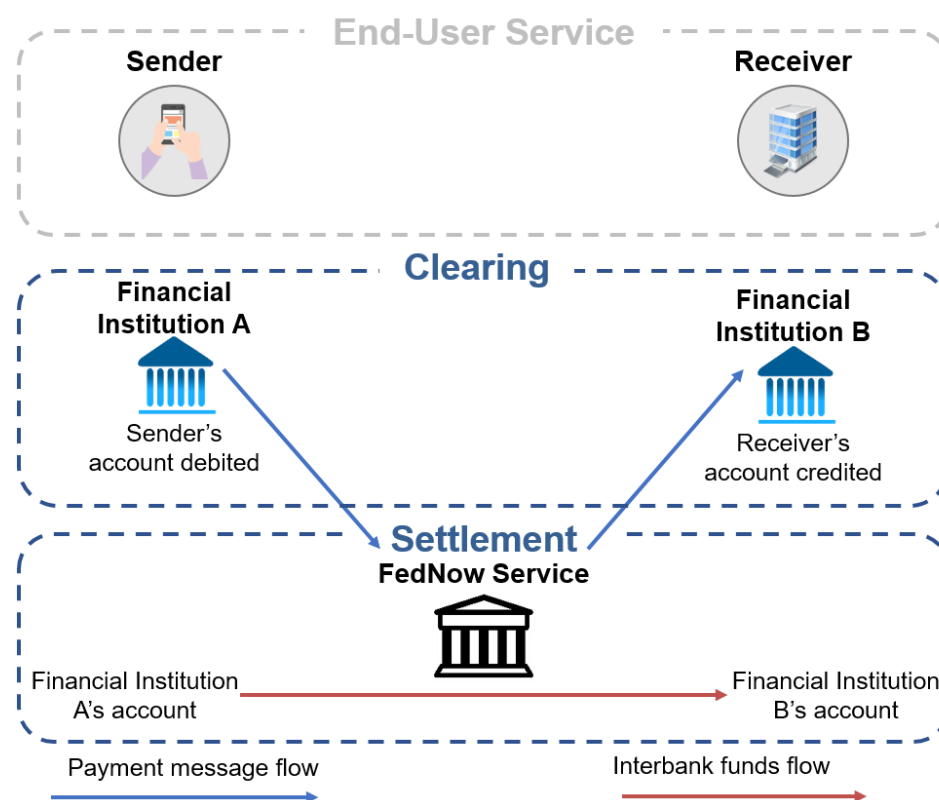 End-User Service
Sender
Receiver
Clearing
Financial
Institution A
Financial
Institution B
Sender’s
account debited
Receiver’s
account credited
Settlement
FedNow Service
Financial Institution
A’s account
Financial Institution
B’s account
Payment message flow
Interbank funds flow